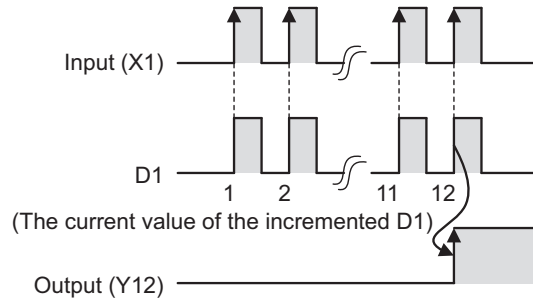 Input (X1)
D1
1 2 11 12
(The current value of the incremented D1)
Output (Y12)